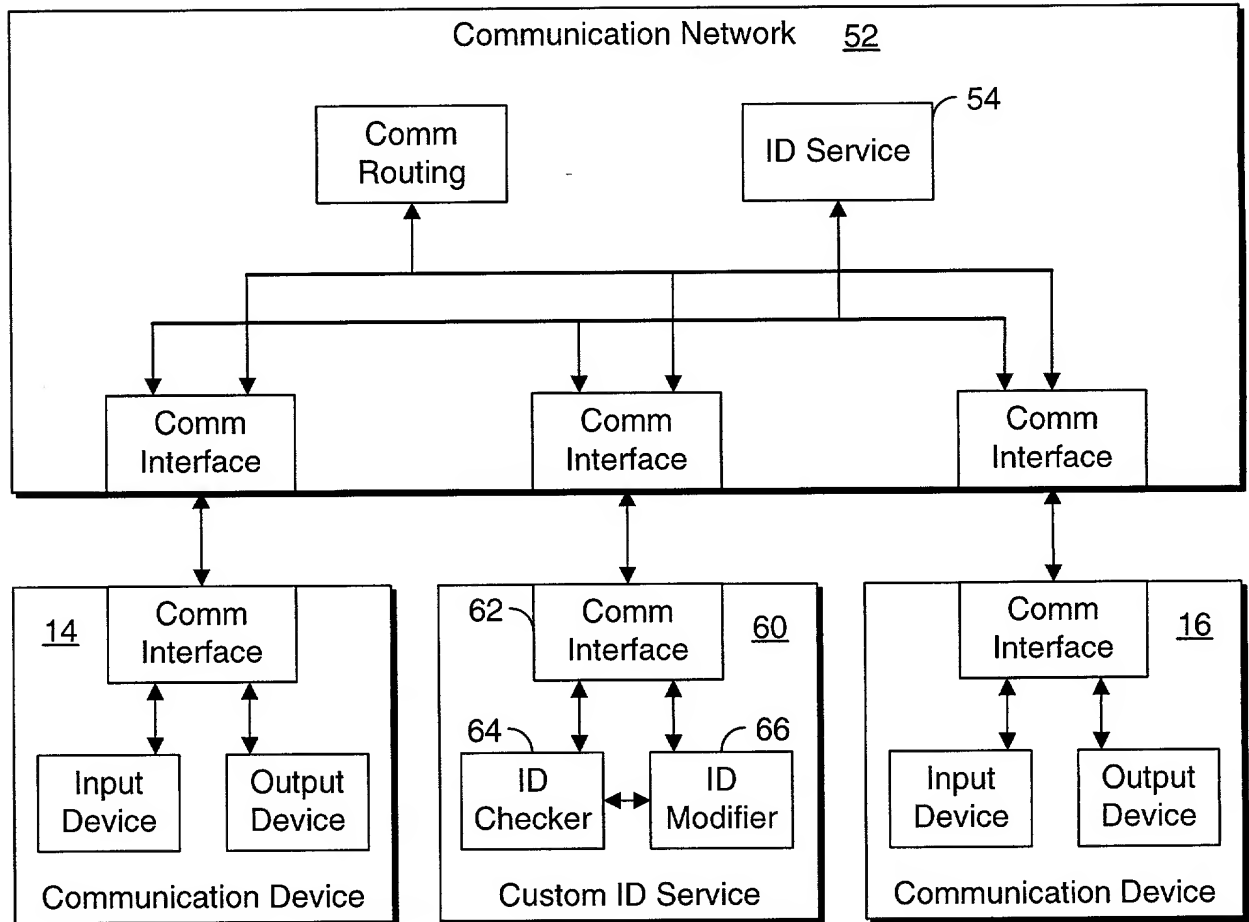 Communication Network 52
54
Comm
Routing
ID Service
Comm
Interface
Comm
Interface
Comm
Interface
14
Comm
Interface
62
Comm
Interface
60
Comm
Interface
16
64
66
Input
Device
Output
Device
ID
Checker
ID
Modifier
Input
Device
Output
Device
Communication Device
Custom ID Service
Communication Device